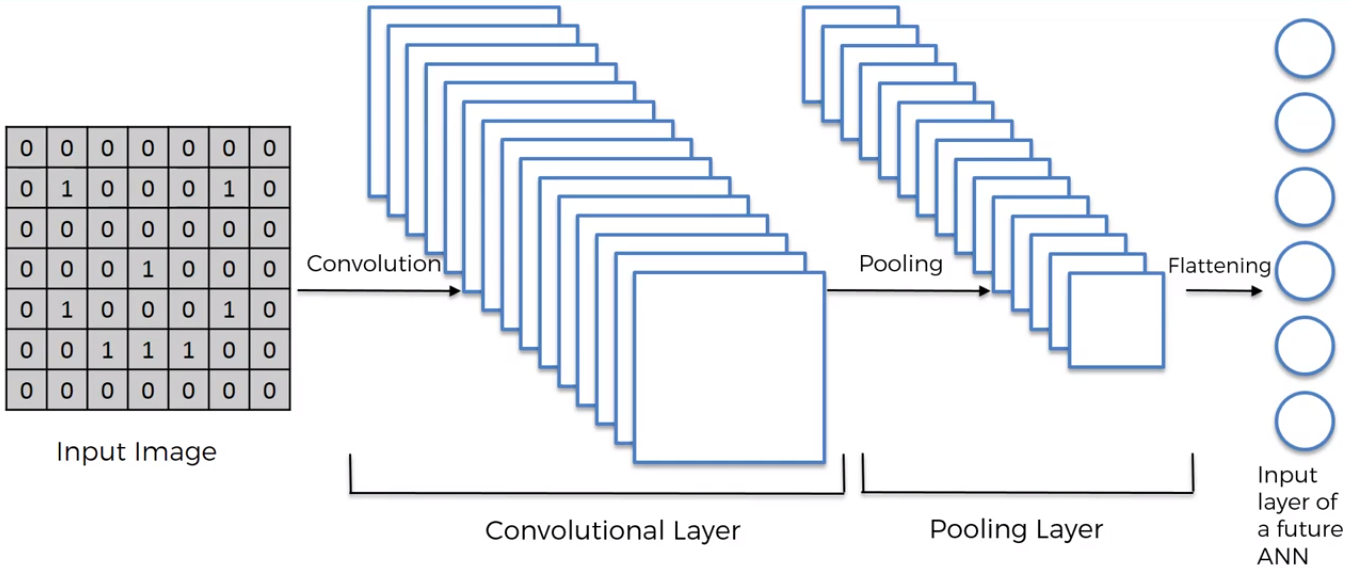 0 0 0 0 0 0 0
0 1 0 0 0 1 0
0 0 0 0 0 0 0
0 0 0 1 0 0 0
0 1 0 0 0 1 0
0 0 1 1 1 0 0
0 0 0 0 0 0 0
Input Image
Convolution
Convolutional Layer
Pooling
Pooling Layer
Flattening
Input
layer of
a future
ANN